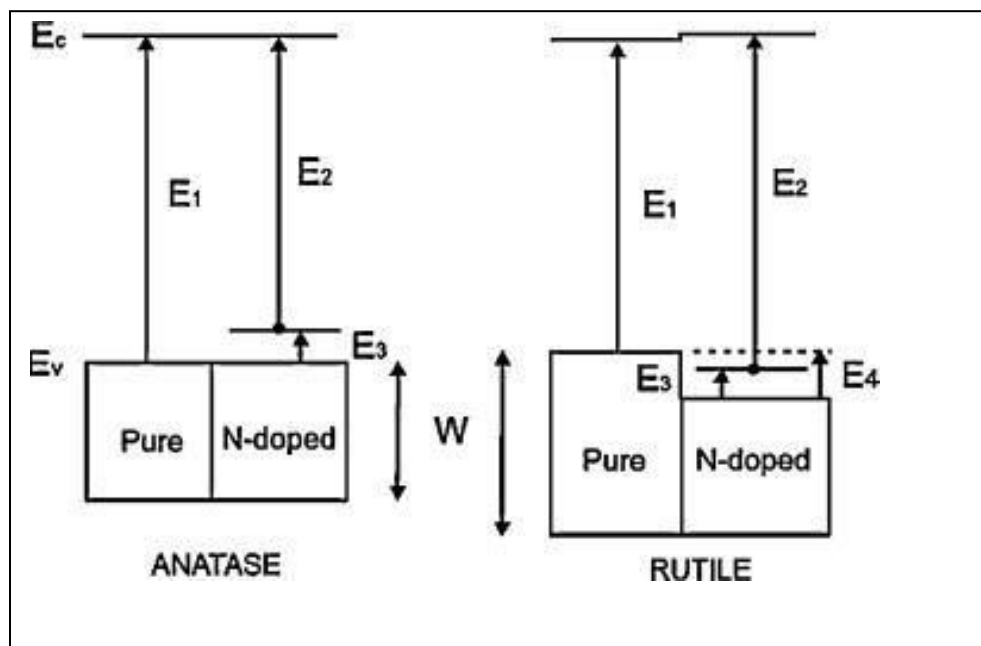 Ec
E1
E2
E3
Ev
Pure
N-doped
W
ANATASE
E1
E2
E3
E4
Pure
N-doped
RUTILE